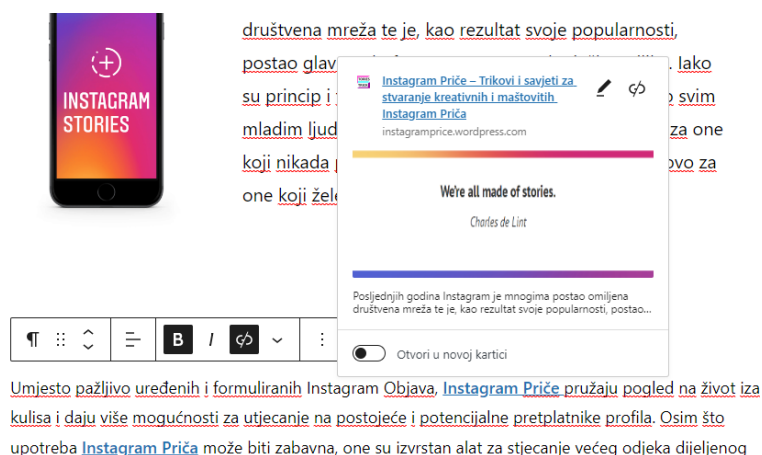 društvena mreža te je, kao rezultat svoje popularnosti,
postao glav
Iako
su princip i
svim
mladim ljud
za one
koji nikada
ovo za
one koji žele
INSTAGRAM
STORIES
Instagram Priče – Trikovi i savjeti za
stvaranje kreativnih i maštovitih
Instagram Priča
instagramprice.wordpress.com
We're all made of stories.
Charles de Lint
Posljednjih godina Instagram je mnogima postao omiljena
društvena mreža te je, kao rezultat svoje popularnosti, postao...
Otvori u novoj kartici
B I
Umjesto pažljivo uređenih i formuliranih Instagram Objava, Instagram Priče pružaju pogled na život iza
kulisa i daju više mogućnosti za utjecanje na postojeće i potencijalne pretplatnike profila. Osim što
upotreba Instagram Priča može biti zabavna, one su izvrstan alat za stjecanje većeg odjeka dijeljenog